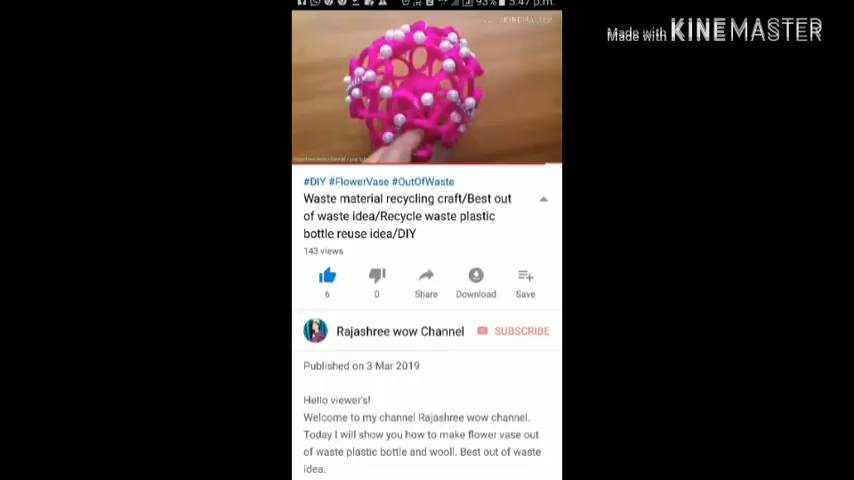 93% 5:47 p.m.
Made with KINEMASTER
#DIY #FlowerVase #OutOfWaste
Waste material recycling craft/Best out
of waste idea/Recycle waste plastic
bottle reuse idea/DIY
143 views
6
0
Share
Download
Save
Rajashree wow Channel
SUBSCRIBE
Published on 3 Mar 2019
Hello viewer's!
Welcome to my channel Rajashree wow channel.
Today I will show you how to make flower vase out
of waste plastic bottle and wooll. Best out of waste
idea.